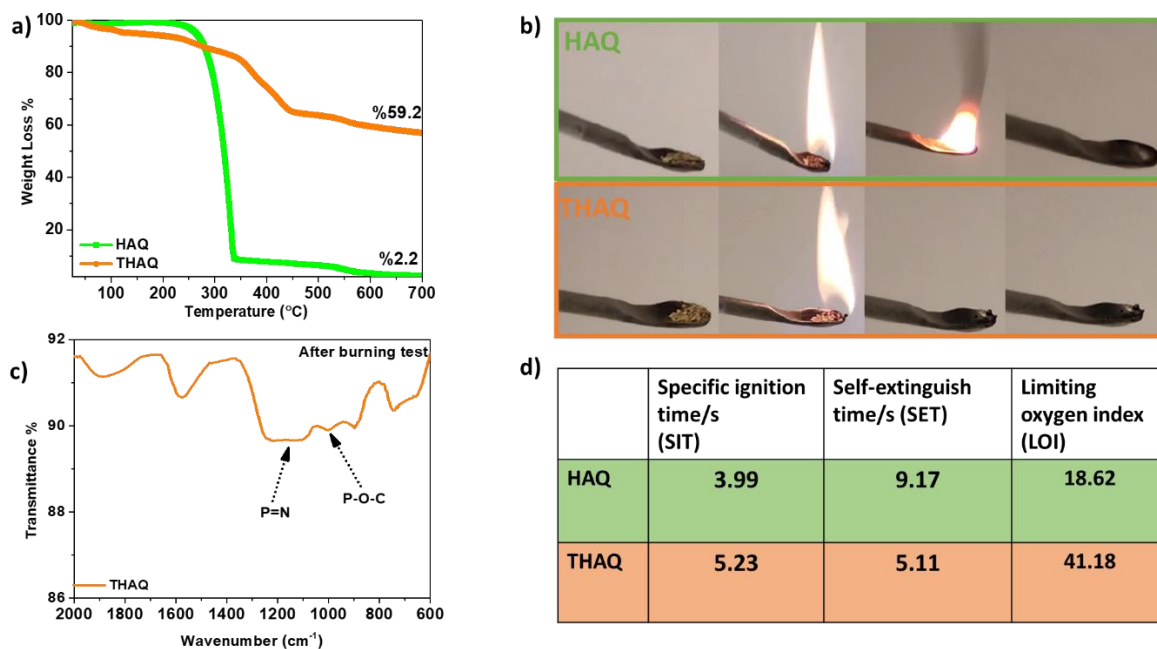 a)
100
80
60
40
20
Weight Loss %
%59.2
%2.2
HAQ
THAQ
100 200 300 400 500 600 700
Temperature (°C)
b)
HAQ
THAQ
c)
92
90
88
86
Transmittance %
After burning test
P=N
P-O-C
THAQ
2000 1800 1600 1400 1200 1000 800 600
Wavenumber (cm⁻¹)
d)
Specific ignition
time/s
(SIT)
Self-extinguish
time/s (SET)
Limiting
oxygen index
(LOI)
HAQ 3.99 9.17 18.62
THAQ 5.23 5.11 41.18